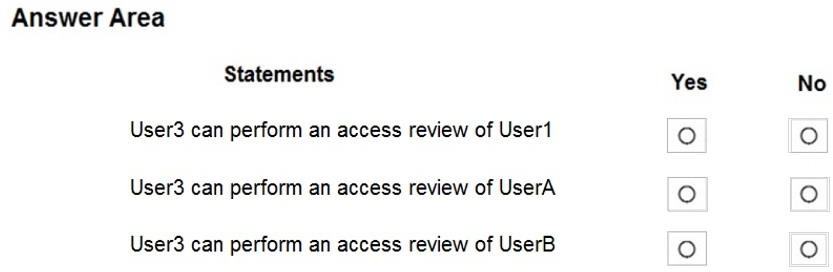 Answer Area
Statements Yes No
User3 can perform an access review of User1
User3 can perform an access review of UserA
User3 can perform an access review of UserB